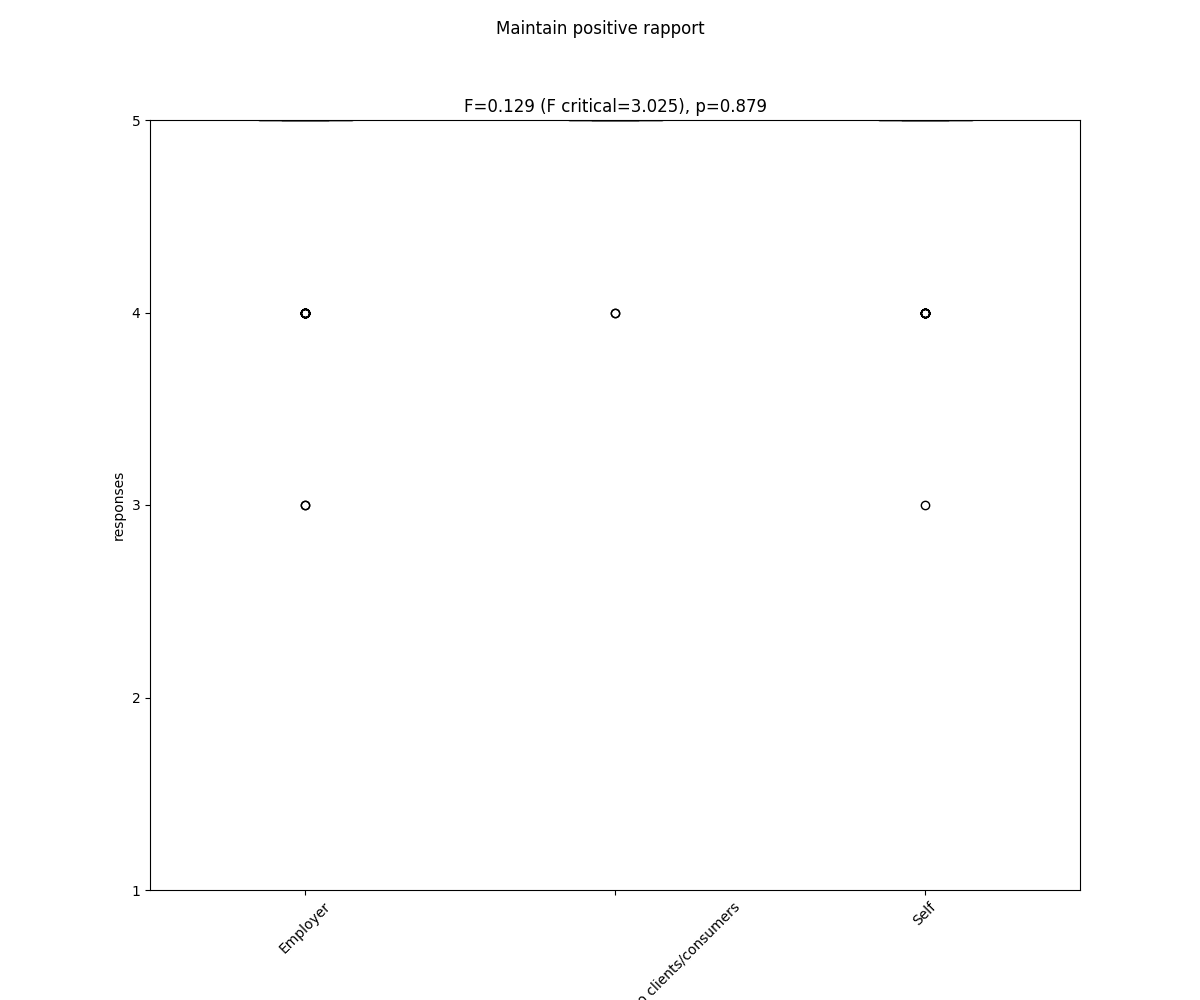 Maintain positive rapport
F=0.129 (F critical=3.025), p=0.879
5
4
3
2
1
responses
Employer
clients/consumers
Self